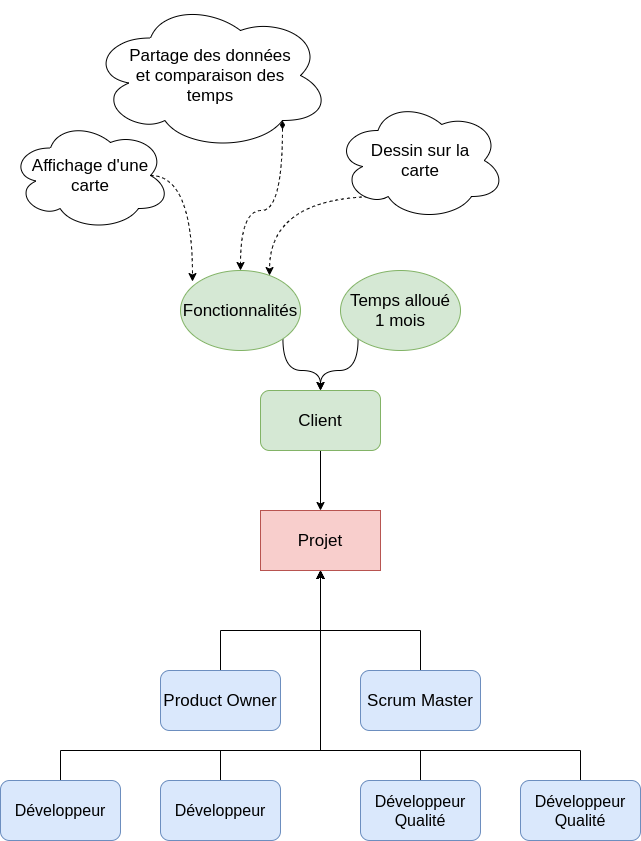 Partage des données
et comparaison des
temps
Affichage d'une
carte
Dessin sur la
carte
Fonctionnalités
Temps alloué
1 mois
Client
Projet
Product Owner
Scrum Master
Développeur
Développeur
Développeur
Qualité
Développeur
Qualité